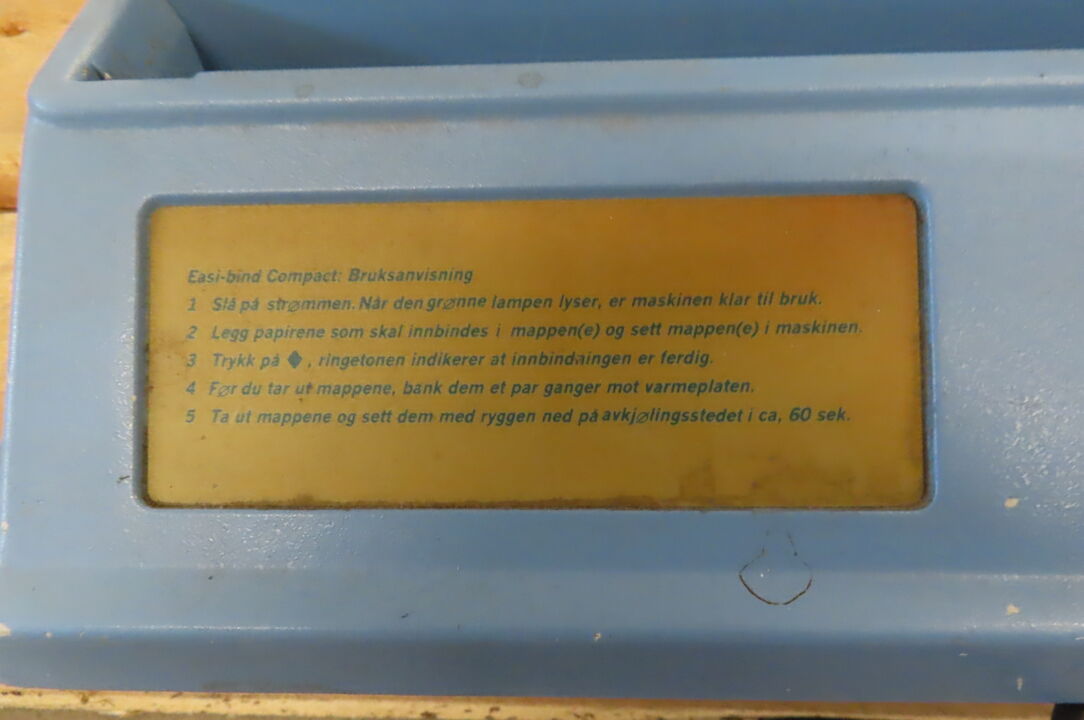 Easi-bind Compact: Bruksanvisning
1 Slå på strømmen. Når den grønne lampen lyser, er maskinen klar til bruk.
2 Legg papirene som skal innbindes i mappen(e) og sett mappen(e) i maskinen.
3 Trykk på ♦, ringetonen indikerer at innbindningen er ferdig.
4 Før du tar ut mappene, bank dem et par ganger mot varmeplaten.
5 Ta ut mappene og sett dem med ryggen ned på avkjølingsstedet i ca, 60 sek.